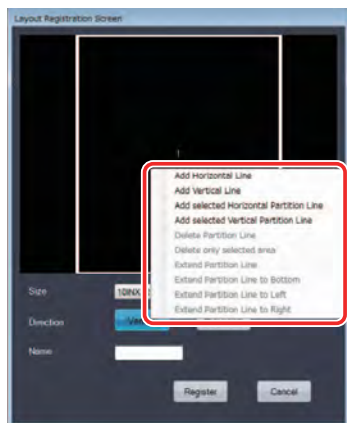 Layout Registration Screen
1
Add Horizontal Line
Add Vertical Line
Add selected Horizontal Partition Line
Add selected Vertical Partition Line
Delete Partition Line
Delete only selected area
Extend Partition Line
Extend Partition Line to Bottom
Extend Partition Line to Left
Extend Partition Line to Right
Size
10INX
Direction
Name
Register
Cancel